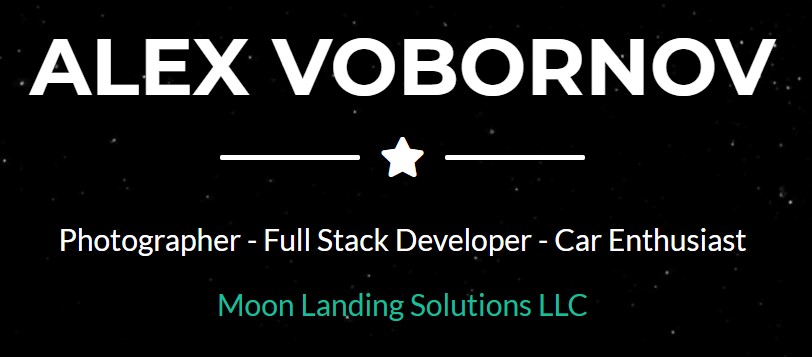 ALEX VOBORNOV
Photographer - Full Stack Developer - Car Enthusiast
Moon Landing Solutions LLC